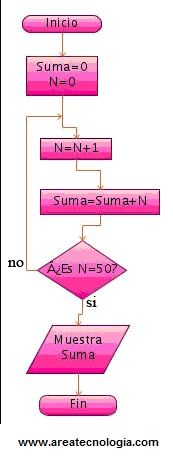 Inicio
Suma=0
N=0
N=N+1
Suma=Suma+N
no
Â¿Es N=50?
si
Muestra
Suma
Fin
www.areatecnologia.com